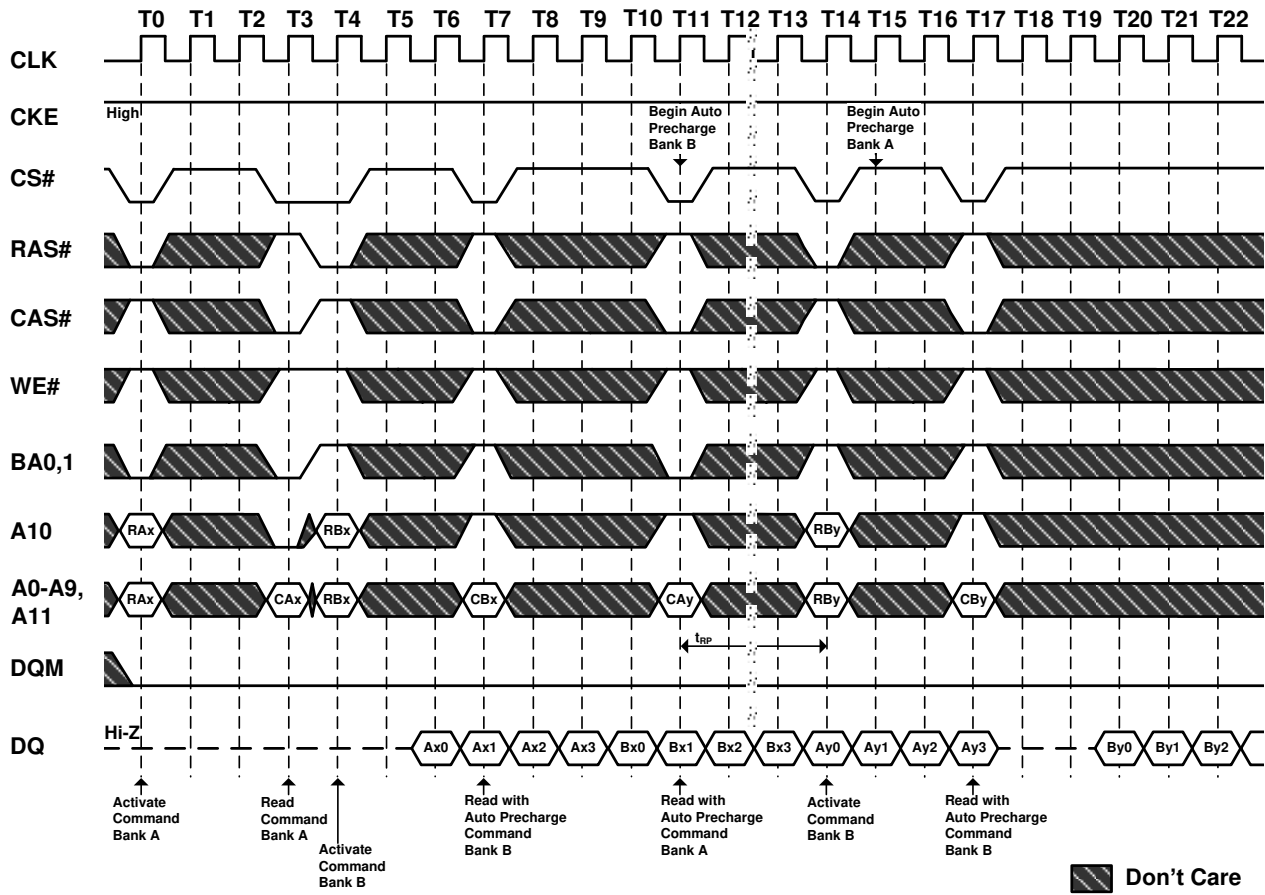 T0 T1 T2 T3 T4 T5 T6 T7 T8 T9 T10 T11 T12 T13 T14 T15 T16 T17 T18 T19 T20 T21 T22
CLK
CKE
High
Begin Auto
Precharge
Bank B
Begin Auto
Precharge
Bank A
CS#
RAS#
CAS#
WE#
BA0,1
A10
RAx RBx RBy
A0-A9,
A11
RAx CAx RBx CBx CAy RBy CBy
tRP
DQM
DQ
Hi-Z
Ax0 Ax1 Ax2 Ax3 Bx0 Bx1 Bx2 Bx3 Ay0 Ay1 Ay2 Ay3 By0 By1 By2
Activate
Command
Bank A
Read
Command
Bank A
Activate
Command
Bank B
Read with
Auto Precharge
Command
Bank B
Read with
Auto Precharge
Command
Bank A
Activate
Command
Bank B
Read with
Auto Precharge
Command
Bank B
Don't Care